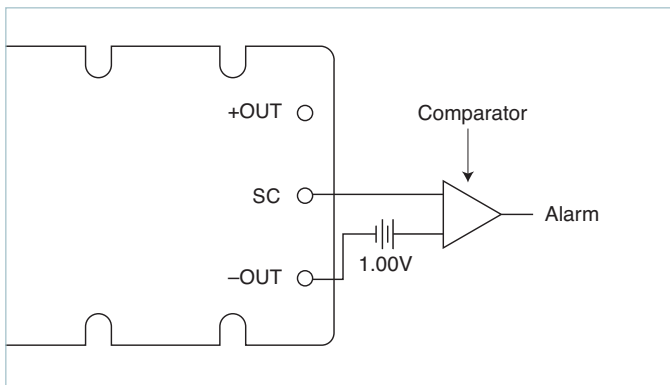 +OUT
Comparator
SC
Alarm
1.00V
–OUT